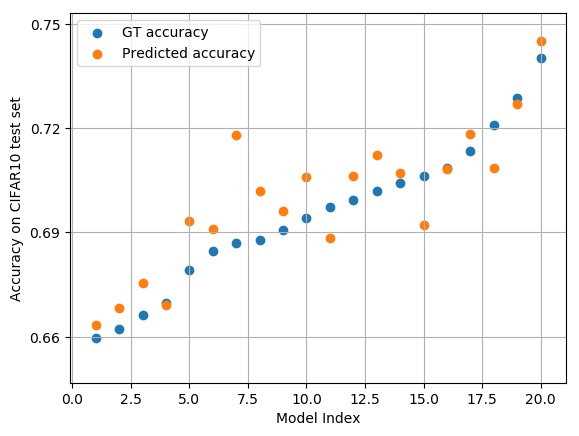 GT accuracy
Predicted accuracy
Accuracy on CIFAR10 test set
0.75
0.72
0.69
0.66
0.0 2.5 5.0 7.5 10.0 12.5 15.0 17.5 20.0
Model Index